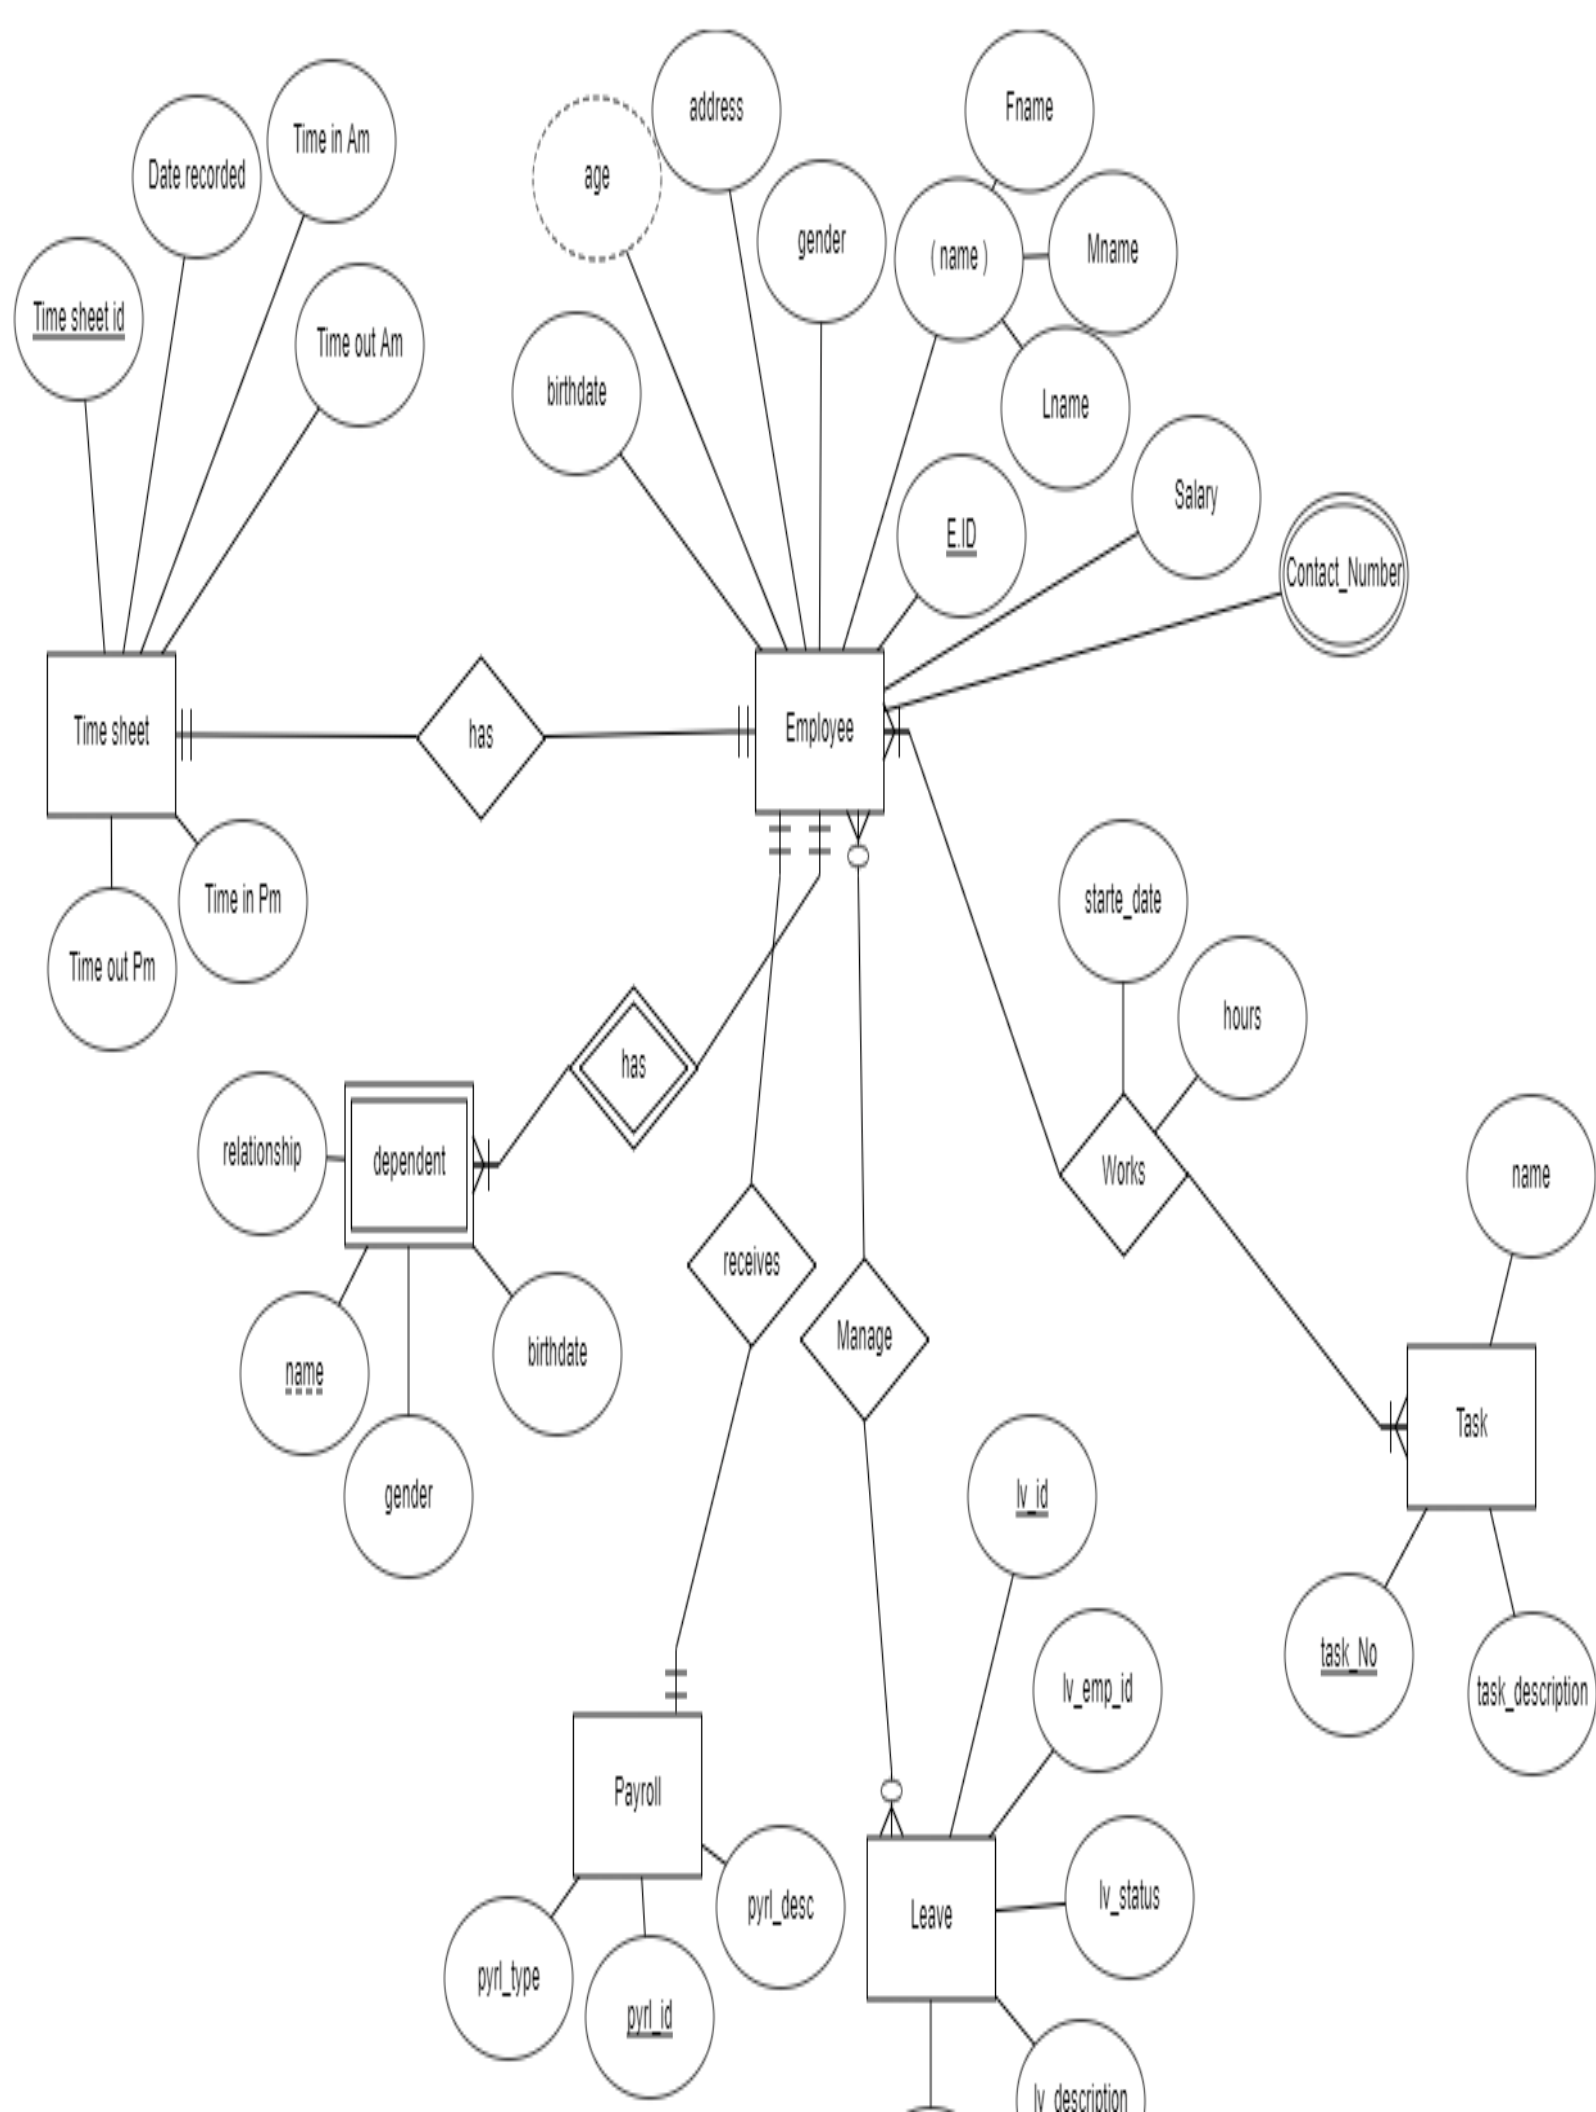 Fname
address
Time in Am
Date recorded
age
gender
( name )
Mname
Time sheet id
Time out Am
birthdate
Lname
Salary
E.ID
Contact_Number
Time sheet
has
Employee
Time in Pm
starte_date
Time out Pm
hours
has
relationship
dependent
Works
name
receives
Manage
name
birthdate
Task
gender
lv_id
task_No
lv_emp_id
task_description
Payroll
pyrl_desc
Leave
lv_status
pyrl_type
pyrl_id
lv_description